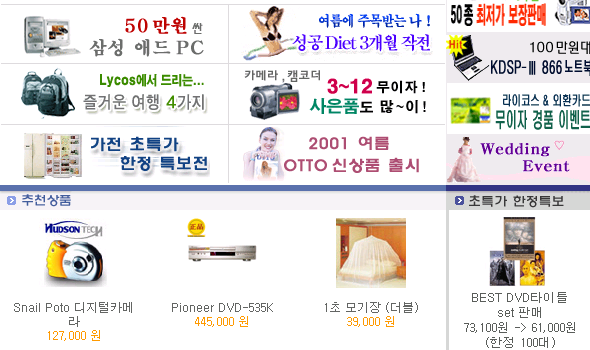 50만원 싼
삼성 애드 PC
여름에 주목받는 나 !
성공 Diet 3개월 작전
50종 최저가 보장판매
Hit
100만원대
KDSP-Ⅲ 866 노트북
Lycos에서 드리는...
즐거운 여행 4가지
카메라 , 캠코더
3~12 무이자 !
사은품도 많~이 !
라이코스 & 외환카드
무이자 경품 이벤트
가전 초특가
한정 특보전
2001 여름
OTTO 신상품 출시
Wedding ♡
Event
추천상품
초특가 한정특보
HUDSON TECH
正品
Snail Poto 디지털카메
라
127,000 원
Pioneer DVD-535K
445,000 원
1초 모기장 (더블)
39,000 원
BEST DVD타이틀
set 판매
73,100원 -> 61,000원
(한정 100대)